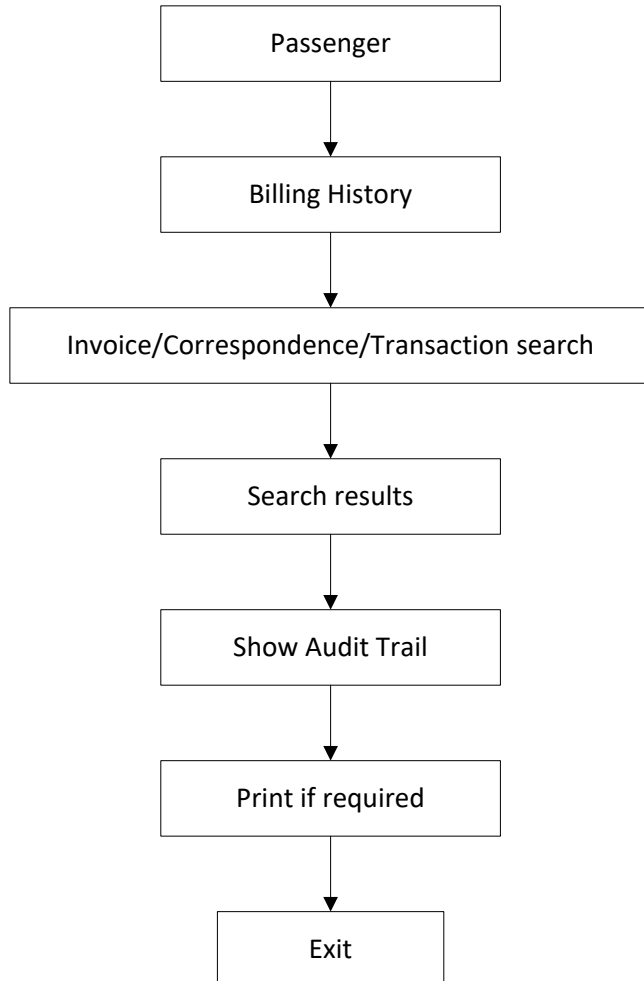 Passenger
Billing History
Invoice/Correspondence/Transaction search
Search results
Show Audit Trail
Print if required
Exit